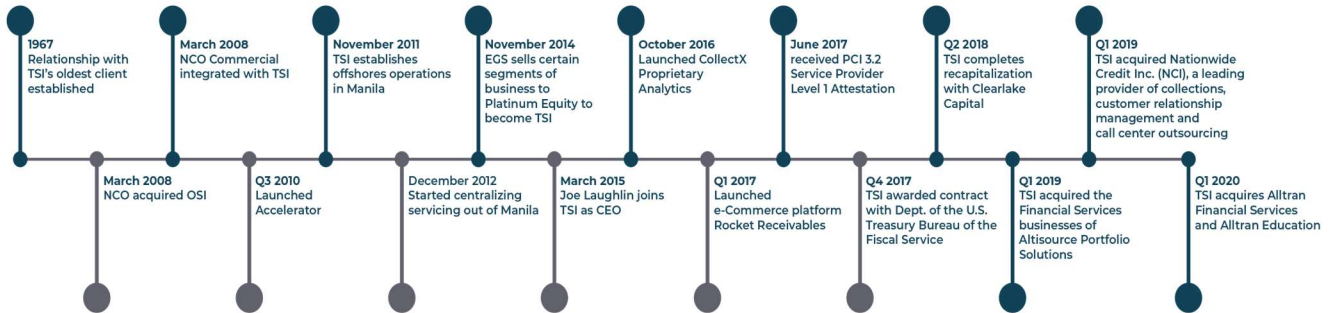 1967
Relationship with
TSI's oldest client
established
March 2008
NCO acquired OSI
March 2008
NCO Commercial
integrated with TSI
Q3 2010
Launched
Accelerator
November 2011
TSI establishes
offshores operations
in Manila
December 2012
Started centralizing
servicing out of Manila
November 2014
EGS sells certain
segments of
business to
Platinum Equity to
become TSI
March 2015
Joe Laughlin joins
TSI as CEO
October 2016
Launched CollectX
Proprietary
Analytics
Q1 2017
Launched
e-Commerce platform
Rocket Receivables
June 2017
received PCI 3.2
Service Provider
Level 1 Attestation
Q4 2017
TSI awarded contract
with Dept. of the U.S.
Treasury Bureau of the
Fiscal Service
Q2 2018
TSI completes
recapitalization
with Clearlake
Capital
Q1 2019
TSI acquired the
Financial Services
businesses of
Altisource Portfolio
Solutions
Q1 2019
TSI acquired Nationwide
Credit Inc. (NCI), a leading
provider of collections,
customer relationship
management and
call center outsourcing
Q1 2020
TSI acquires Alltran
Financial Services
and Alltran Education